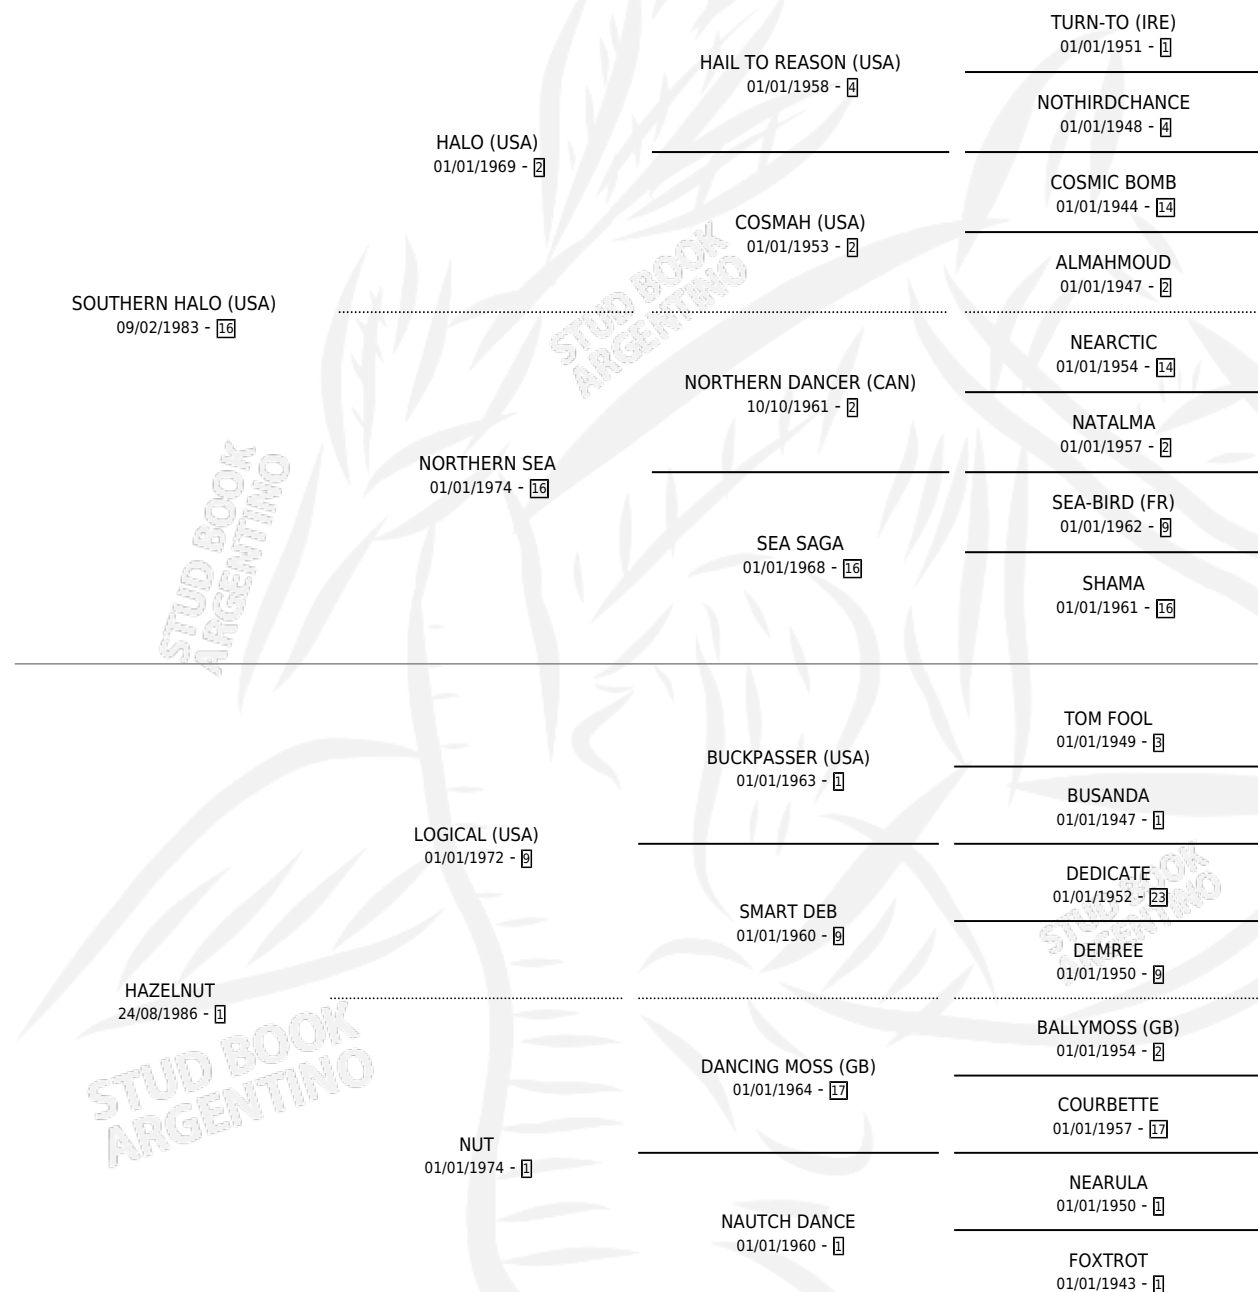 SOUTHERN HALO (USA)
09/02/1983 - 16
HALO (USA)
01/01/1969 - 2
HAIL TO REASON (USA)
01/01/1958 - 4
TURN-TO (IRE)
01/01/1951 - 1
NOTHIRDCHANCE
01/01/1948 - 4
COSMAH (USA)
01/01/1953 - 2
COSMIC BOMB
01/01/1944 - 14
ALMAHMOUD
01/01/1947 - 2
NORTHERN SEA
01/01/1974 - 16
NORTHERN DANCER (CAN)
10/10/1961 - 2
NEARCTIC
01/01/1954 - 14
NATALMA
01/01/1957 - 2
SEA SAGA
01/01/1968 - 16
SEA-BIRD (FR)
01/01/1962 - 9
SHAMA
01/01/1961 - 16
HAZELNUT
24/08/1986 - 1
LOGICAL (USA)
01/01/1972 - 9
BUCKPASSER (USA)
01/01/1963 - 1
TOM FOOL
01/01/1949 - 3
BUSANDA
01/01/1947 - 1
SMART DEB
01/01/1960 - 9
DEDICATE
01/01/1952 - 23
DEMREE
01/01/1950 - 9
NUT
01/01/1974 - 1
DANCING MOSS (GB)
01/01/1964 - 17
BALLYMOSS (GB)
01/01/1954 - 2
COURBETTE
01/01/1957 - 17
NAUTCH DANCE
01/01/1960 - 1
NEARULA
01/01/1950 - 1
FOXTROT
01/01/1943 - 1
STUD BOOK
ARGENTINO
STUD BOOK
ARGENTINO
STUD BOOK
ARGENTINO
STUD BOOK
ARGENTINO